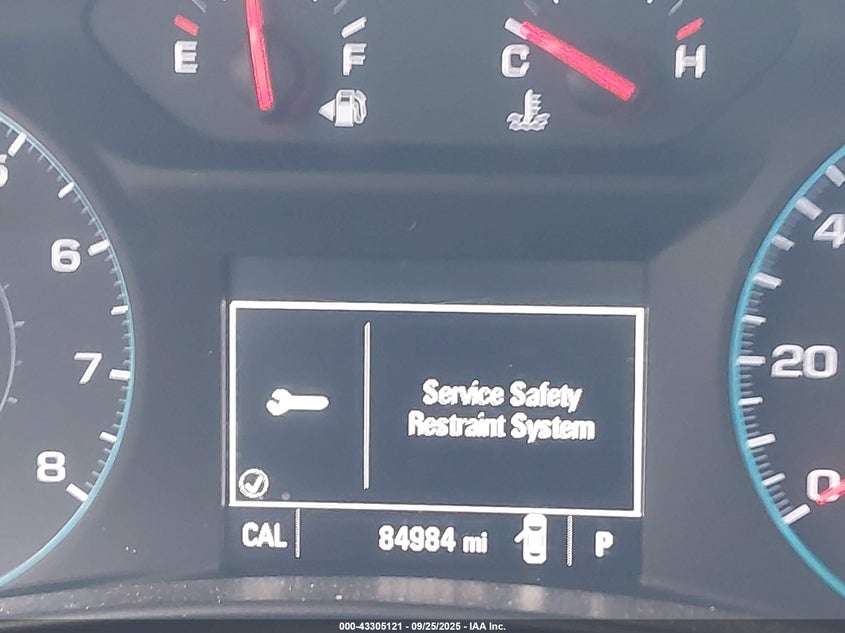 E F
C H
5
6
7
8
4
20
0
Service Safety
Restraint System
CAL 84984 mi P
000-43305121 - 09/25/2025 - IAA Inc.